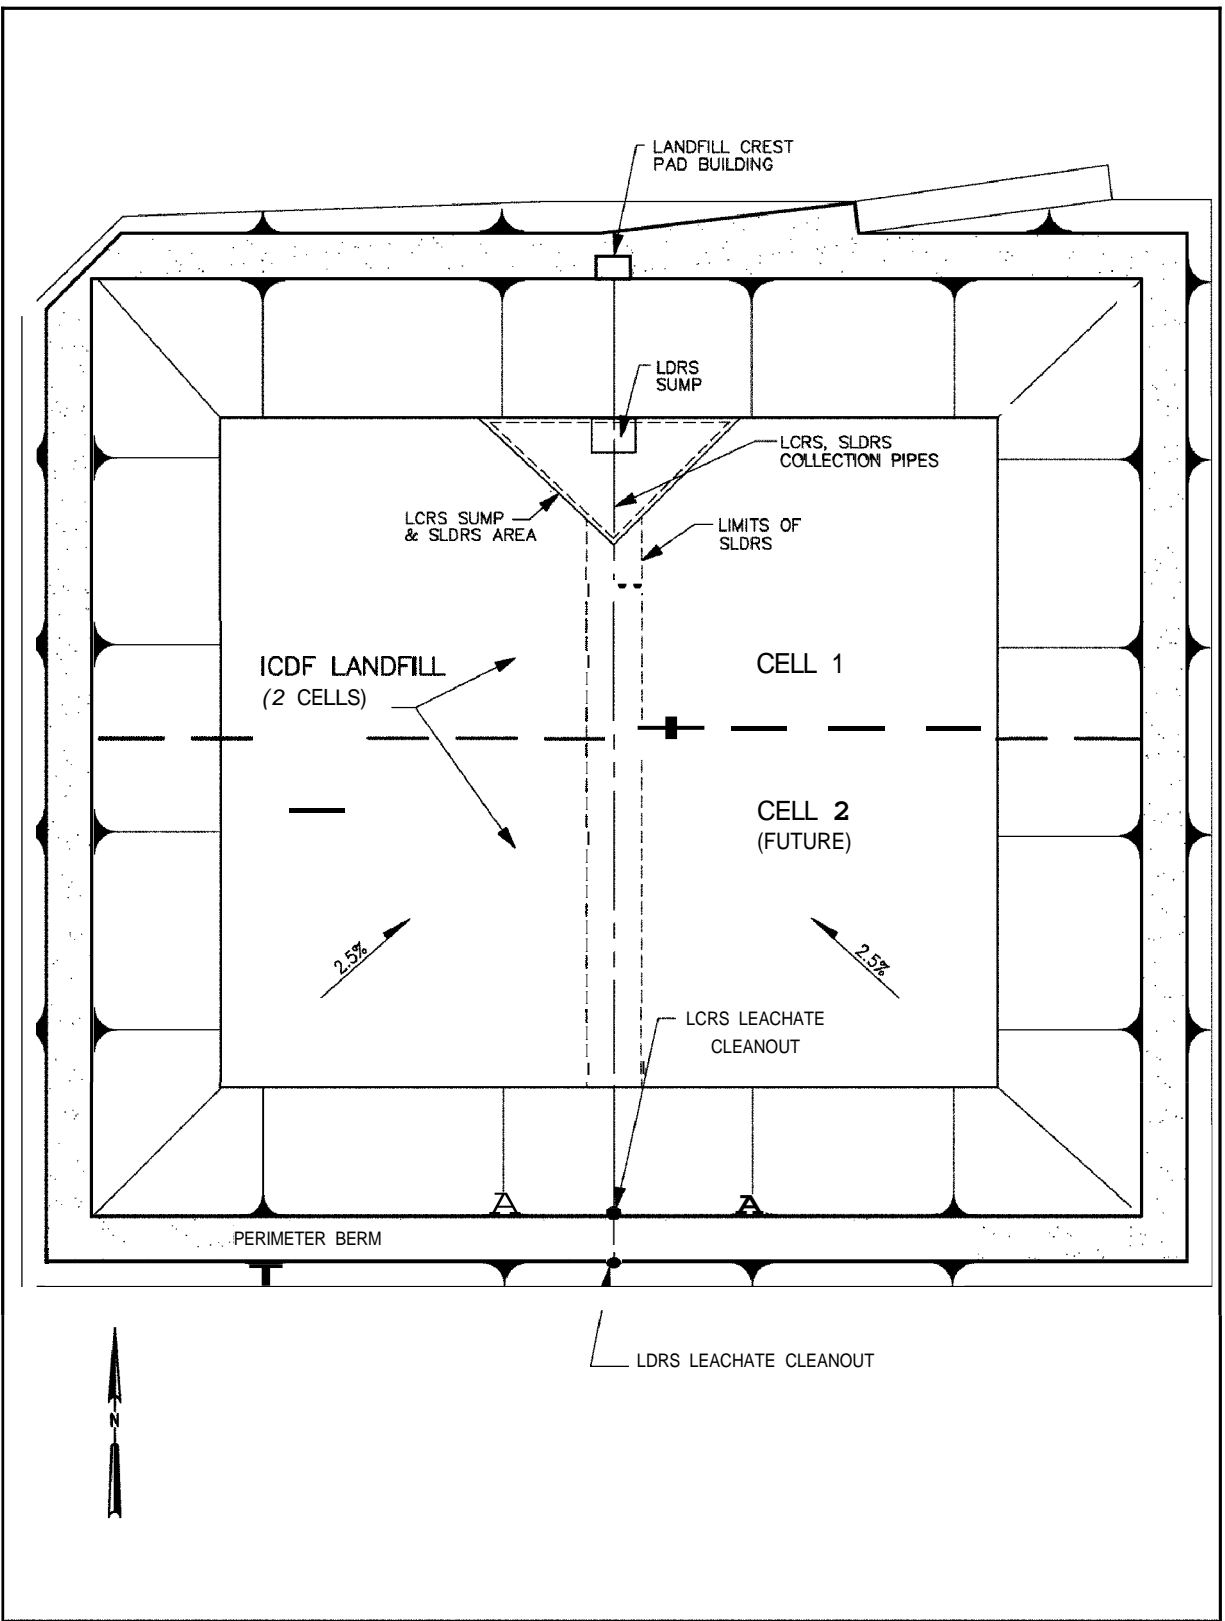 LANDFILL CREST
PAD BUILDING
LDRS
SUMP
LCRS, SLDRS
COLLECTION PIPES
LCRS SUMP
& SLDRS AREA
LIMITS OF
SLDRS
ICDF LANDFILL
(2 CELLS)
CELL 1
CELL 2
(FUTURE)
2.5%
2.5%
LCRS LEACHATE
CLEANOUT
A
A
PERIMETER BERM
LDRS LEACHATE CLEANOUT
N